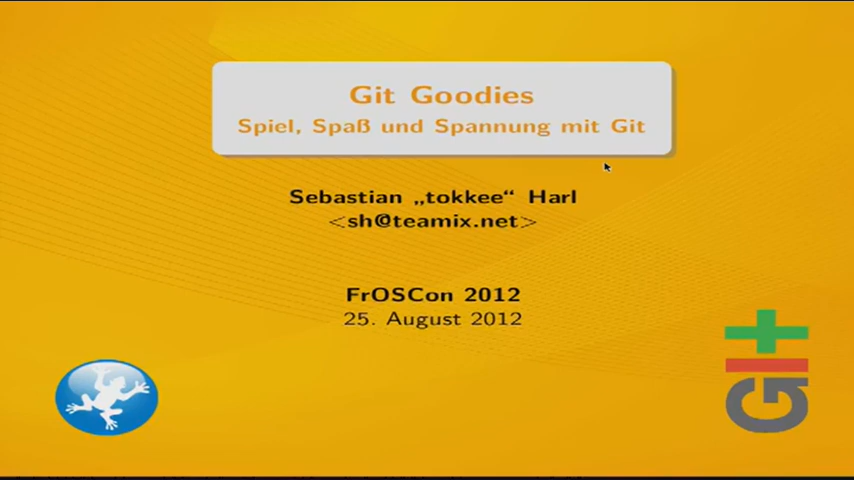 Git Goodies
Spiel, Spaß und Spannung mit Git
Sebastian „tokkee“ Harl
<sh@teamix.net>
FrOSCon 2012
25. August 2012
GIt